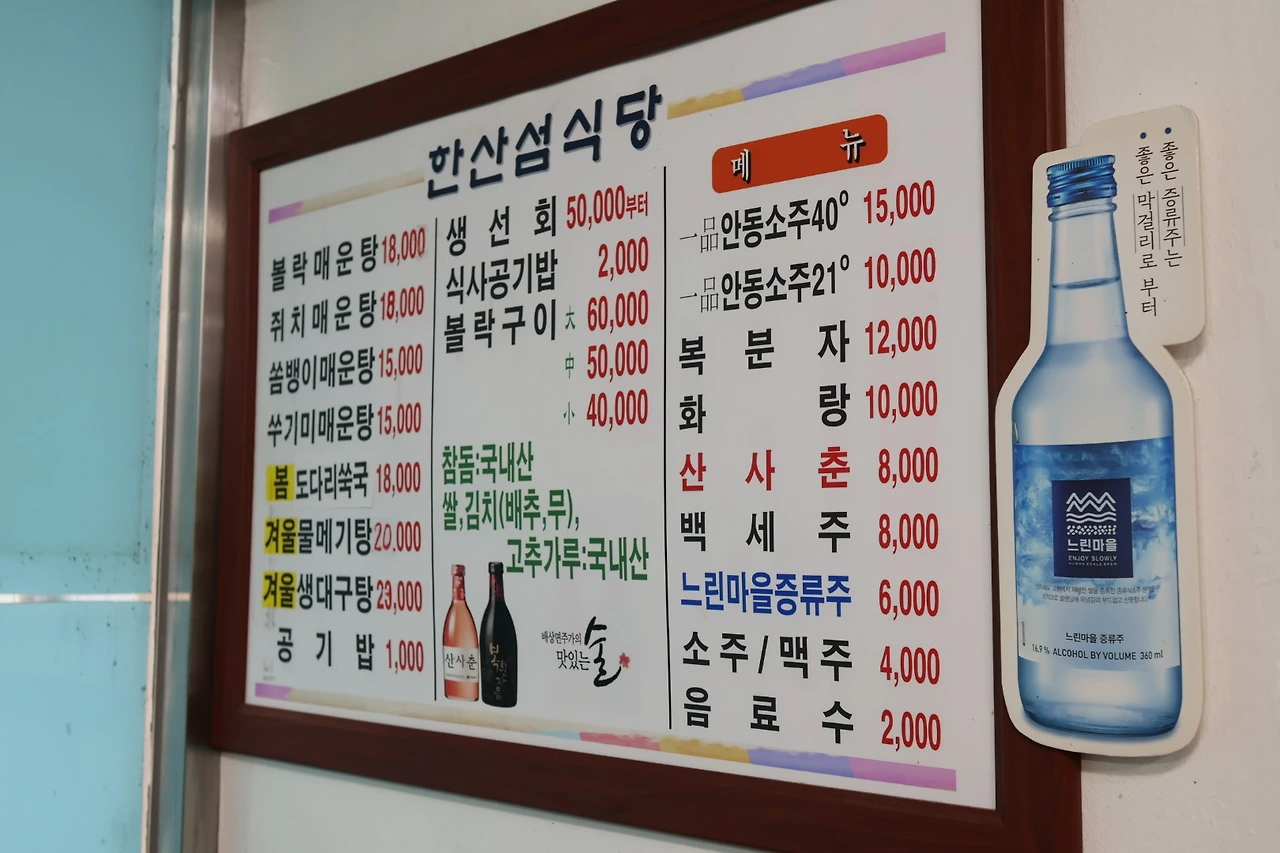 한산섬식당
볼락매운탕 18,000
쥐치매운탕 18,000
쏨뱅이매운탕 15,000
쑤기미매운탕 15,000
봄 도다리쑥국 18,000
겨울 물메기탕 20,000
겨울 생대구탕 23,000
공기밥 1,000
생선회 50,000부터
식사공기밥 2,000
볼락구이 大 60,000
中 50,000
小 40,000
참돔:국내산
쌀,김치(배추,무),
고추가루:국내산
산사춘
배상면주가의
맛있는 술
메뉴
一品안동소주40° 15,000
一品안동소주21° 10,000
복분자 12,000
화랑 10,000
산사춘 8,000
백세주 8,000
느린마을증류주 6,000
소주/맥주 4,000
음료수 2,000
좋은 증류주는
좋은 막걸리로 부터
느린마을
ENJOY SLOWLY
느린마을 증류주
16.9% ALCOHOL BY VOLUME 360 ml